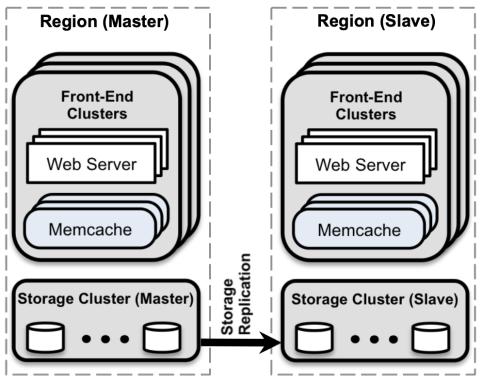 Region (Master)
Front-End
Clusters
Web Server
Memcache
Storage Cluster (Master)
Storage
Replication
Region (Slave)
Front-End
Clusters
Web Server
Memcache
Storage Cluster (Slave)